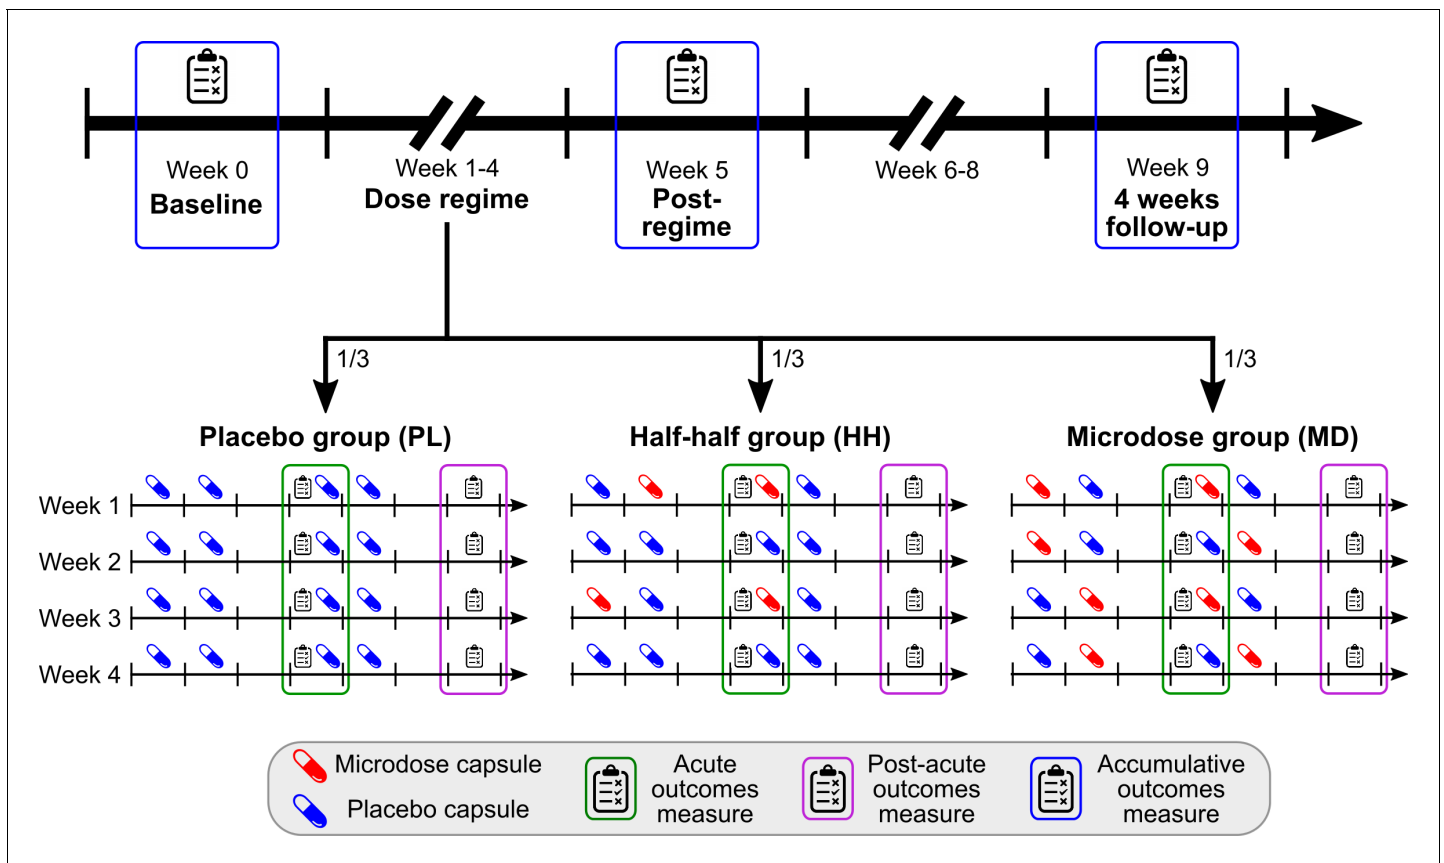 Week 0
Baseline
Week 1-4
Dose regime
Week 5
Post-
regime
Week 6-8
Week 9
4 weeks
follow-up
1/3
1/3
1/3
Placebo group (PL)
Half-half group (HH)
Microdose group (MD)
Week 1
Week 2
Week 3
Week 4
Microdose capsule
Placebo capsule
Acute
outcomes
measure
Post-acute
outcomes
measure
Accumulative
outcomes
measure